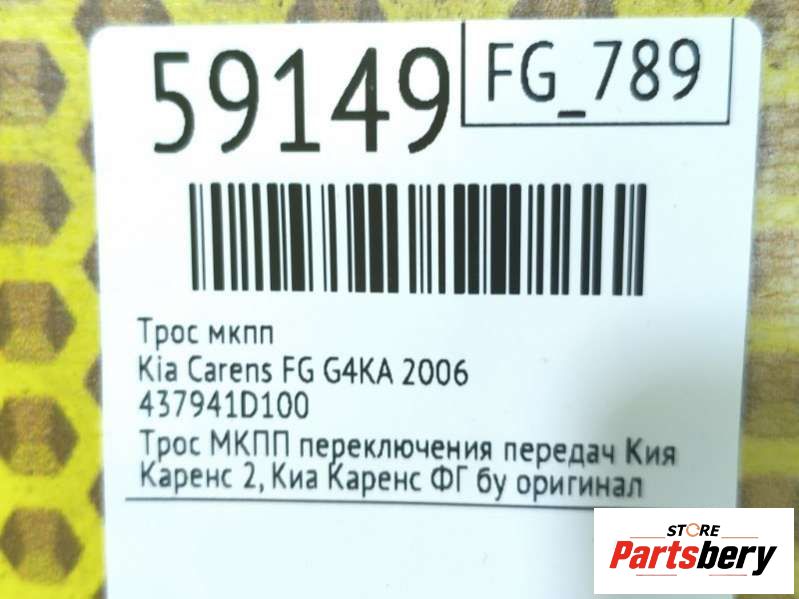 59149
FG_789
Трос мкпп
Kia Carens FG G4KA 2006
437941D100
Трос МКПП переключения передач Кия
Каренс 2, Киа Каренс ФГ бу оригинал
STORE
Partsbery